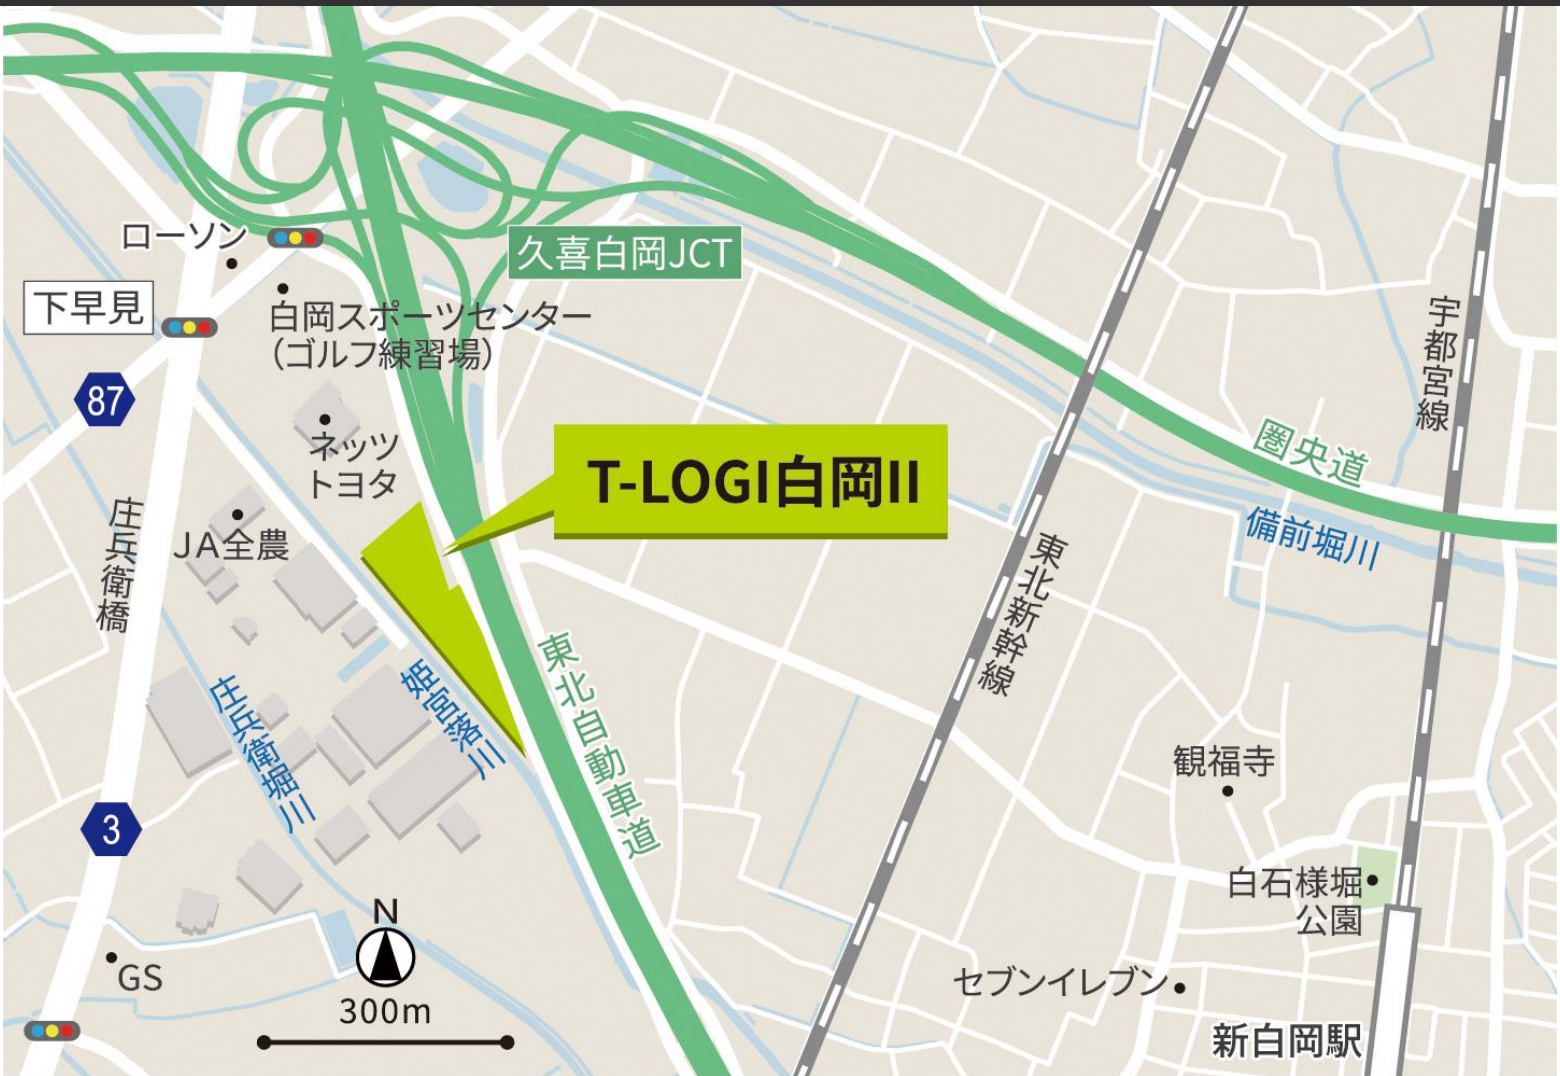 ローソン
久喜白岡JCT
下早見
白岡スポーツセンター
（ゴルフ練習場）
宇都宮線
87
ネッツ
トヨタ
圏央道
T-LOGI白岡II
庄兵衛橋
JA全農
備前堀川
東北新幹線
東北自動車道
姫宮落川
庄兵衛堀川
観福寺
3
白石様堀
公園
N
GS
セブンイレブン
300m
新白岡駅